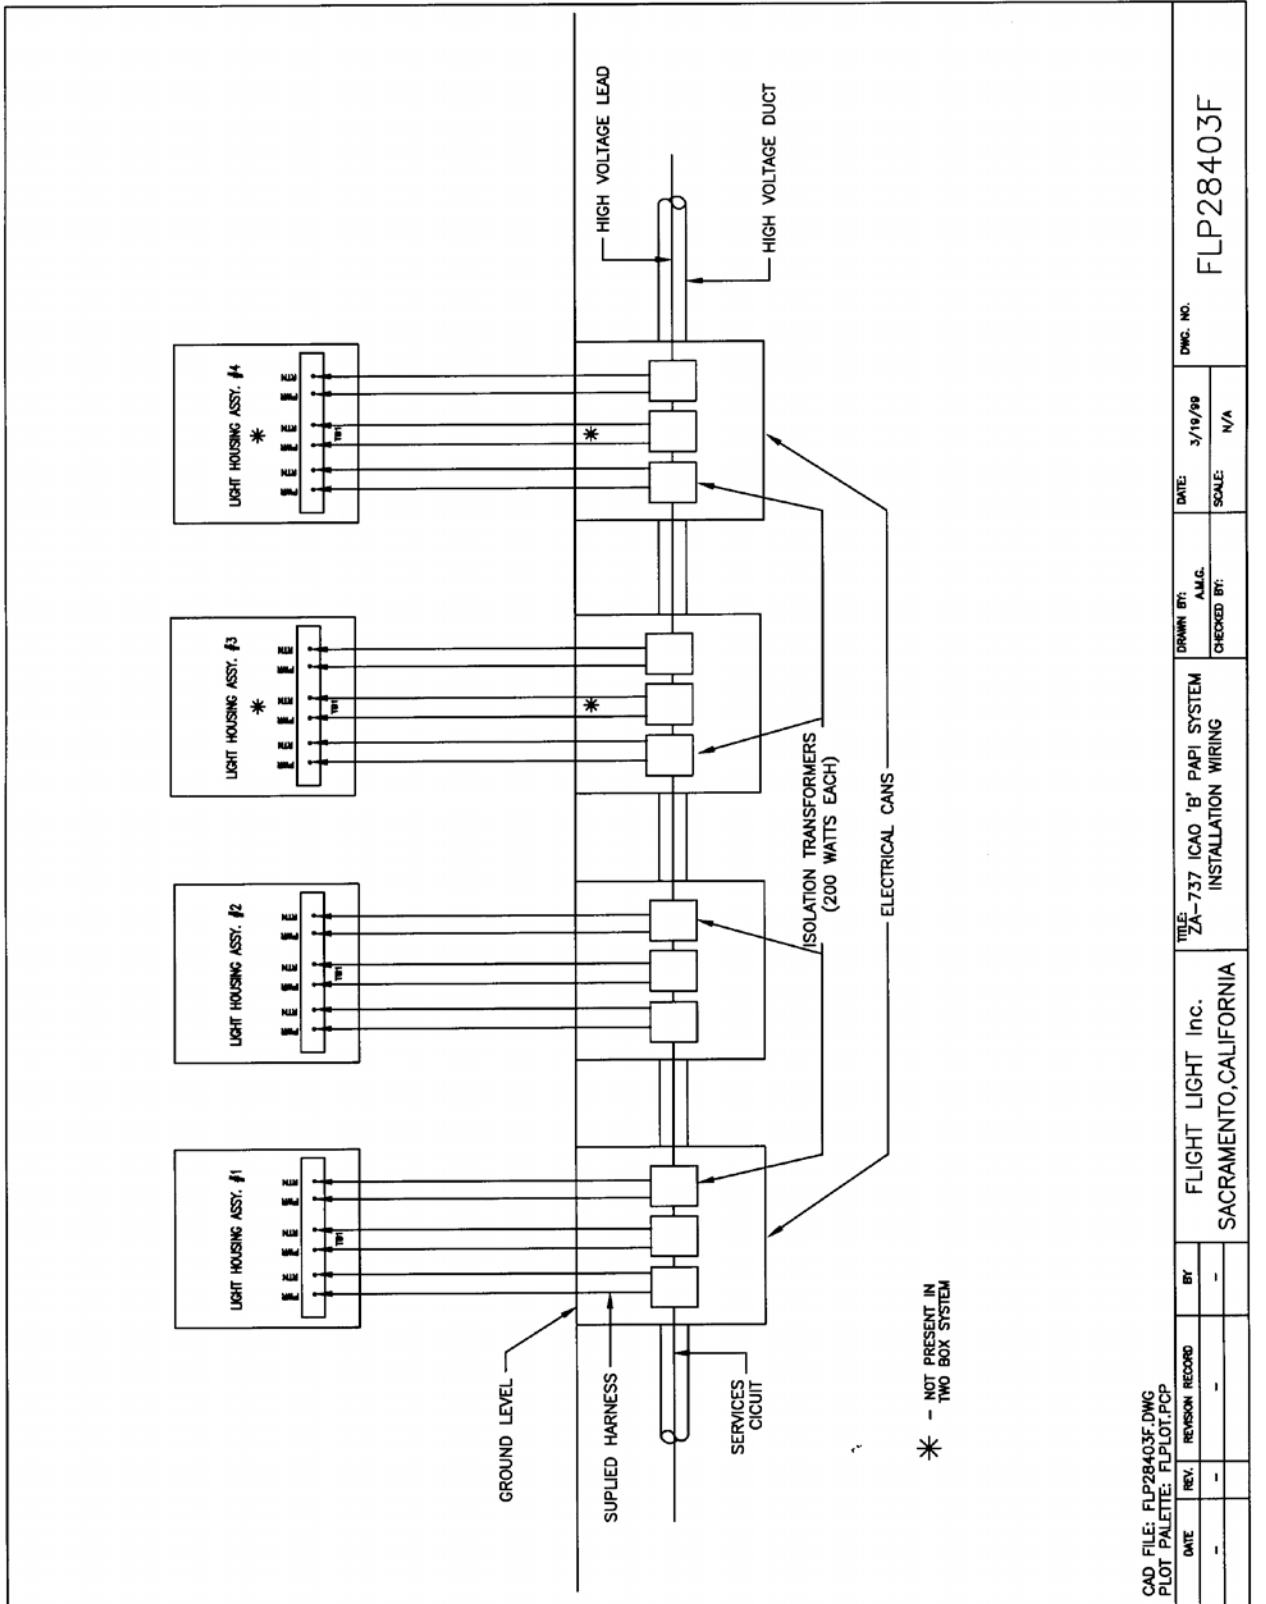 LIGHT HOUSING ASSY. #1
TB1
LIGHT HOUSING ASSY. #2
TB1
LIGHT HOUSING ASSY. #3
*
TB1
LIGHT HOUSING ASSY. #4
*
TB1
*
*
GROUND LEVEL
SUPLIED HARNESS
SERVICES
CICUIT
HIGH VOLTAGE LEAD
HIGH VOLTAGE DUCT
ISOLATION TRANSFORMERS
(200 WATTS EACH)
ELECTRICAL CANS
* - NOT PRESENT IN
TWO BOX SYSTEM
CAD FILE: FLP28403F.DWG
PLOT PALETTE: FLPLOT.PCP
DATE REV. REVISION RECORD BY
- - - -
FLIGHT LIGHT Inc.
SACRAMENTO,CALIFORNIA
TITLE:
ZA-737 ICAO 'B' PAPI SYSTEM
INSTALLATION WIRING
DRAWN BY:
A.M.G.
CHECKED BY:
DATE:
3/19/99
SCALE:
N/A
DWG. NO.
FLP28403F